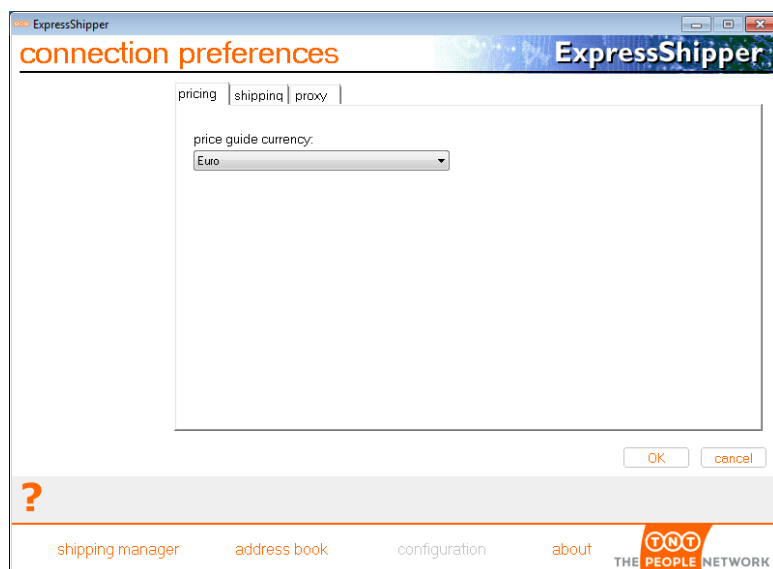 ExpressShipper
connection preferences
ExpressShipper
pricing shipping proxy
price guide currency:
Euro
OK cancel
?
shipping manager address book configuration about
TNT
THE PEOPLE NETWORK